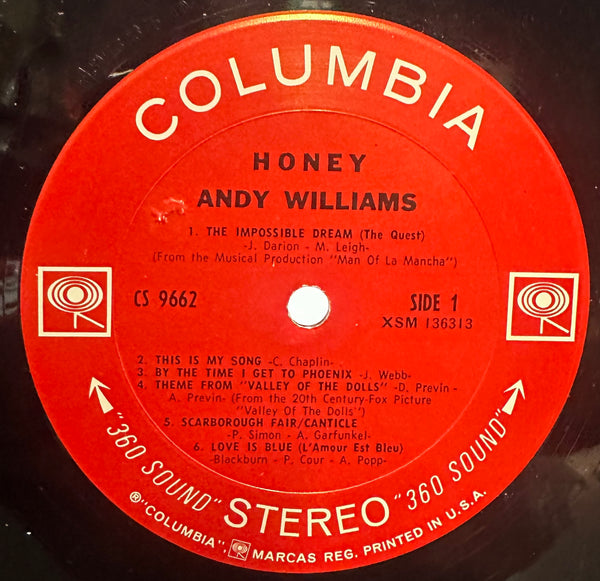 COLUMBIA
HONEY
ANDY WILLIAMS
1. THE IMPOSSIBLE DREAM (The Quest)
-J. Darion - M. Leigh-
(From the Musical Production "Man Of La Mancha")
CS 9662
SIDE 1
XSM 136313
2. THIS IS MY SONG -C. Chaplin-
3. BY THE TIME I GET TO PHOENIX -J. Webb-
4. THEME FROM "VALLEY OF THE DOLLS" -D. Previn -
A. Previn- (From the 20th Century-Fox Picture
"Valley Of The Dolls")
5. SCARBOROUGH FAIR/CANTICLE
-P. Simon - A. Garfunkel-
6. LOVE IS BLUE (L'Amour Est Bleu)
-Blackburn - P. Cour - A. Popp-
"360 SOUND" STEREO "360 SOUND"
®"COLUMBIA", MARCAS REG. PRINTED IN U.S.A.